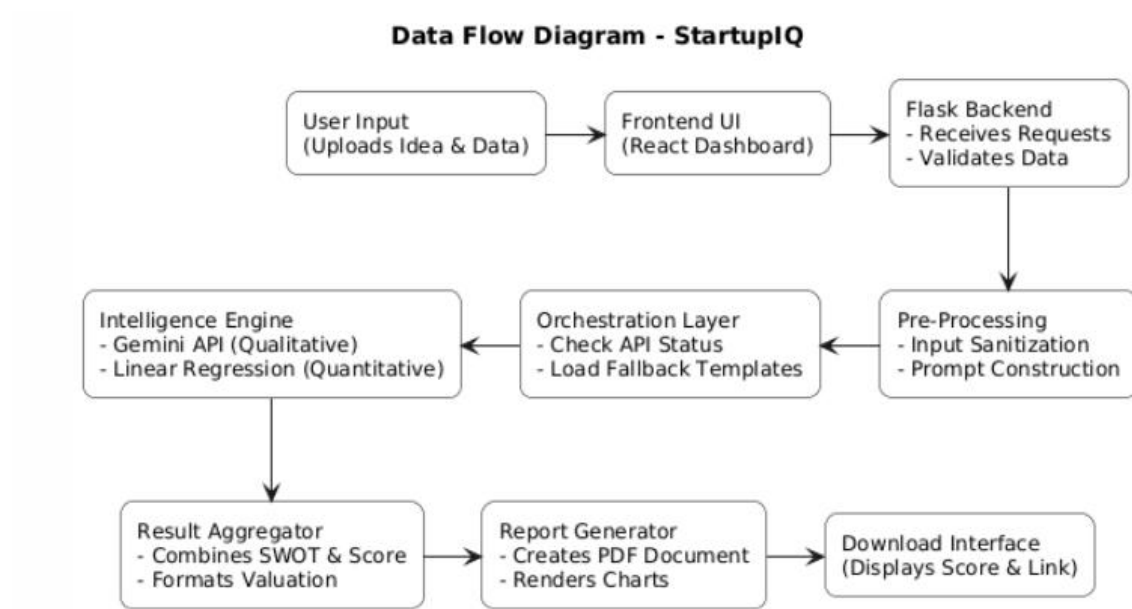 Data Flow Diagram - StartupIQ
User Input
(Uploads Idea & Data)
Frontend UI
(React Dashboard)
Flask Backend
- Receives Requests
- Validates Data
Pre-Processing
- Input Sanitization
- Prompt Construction
Orchestration Layer
- Check API Status
- Load Fallback Templates
Intelligence Engine
- Gemini API (Qualitative)
- Linear Regression (Quantitative)
Result Aggregator
- Combines SWOT & Score
- Formats Valuation
Report Generator
- Creates PDF Document
- Renders Charts
Download Interface
(Displays Score & Link)